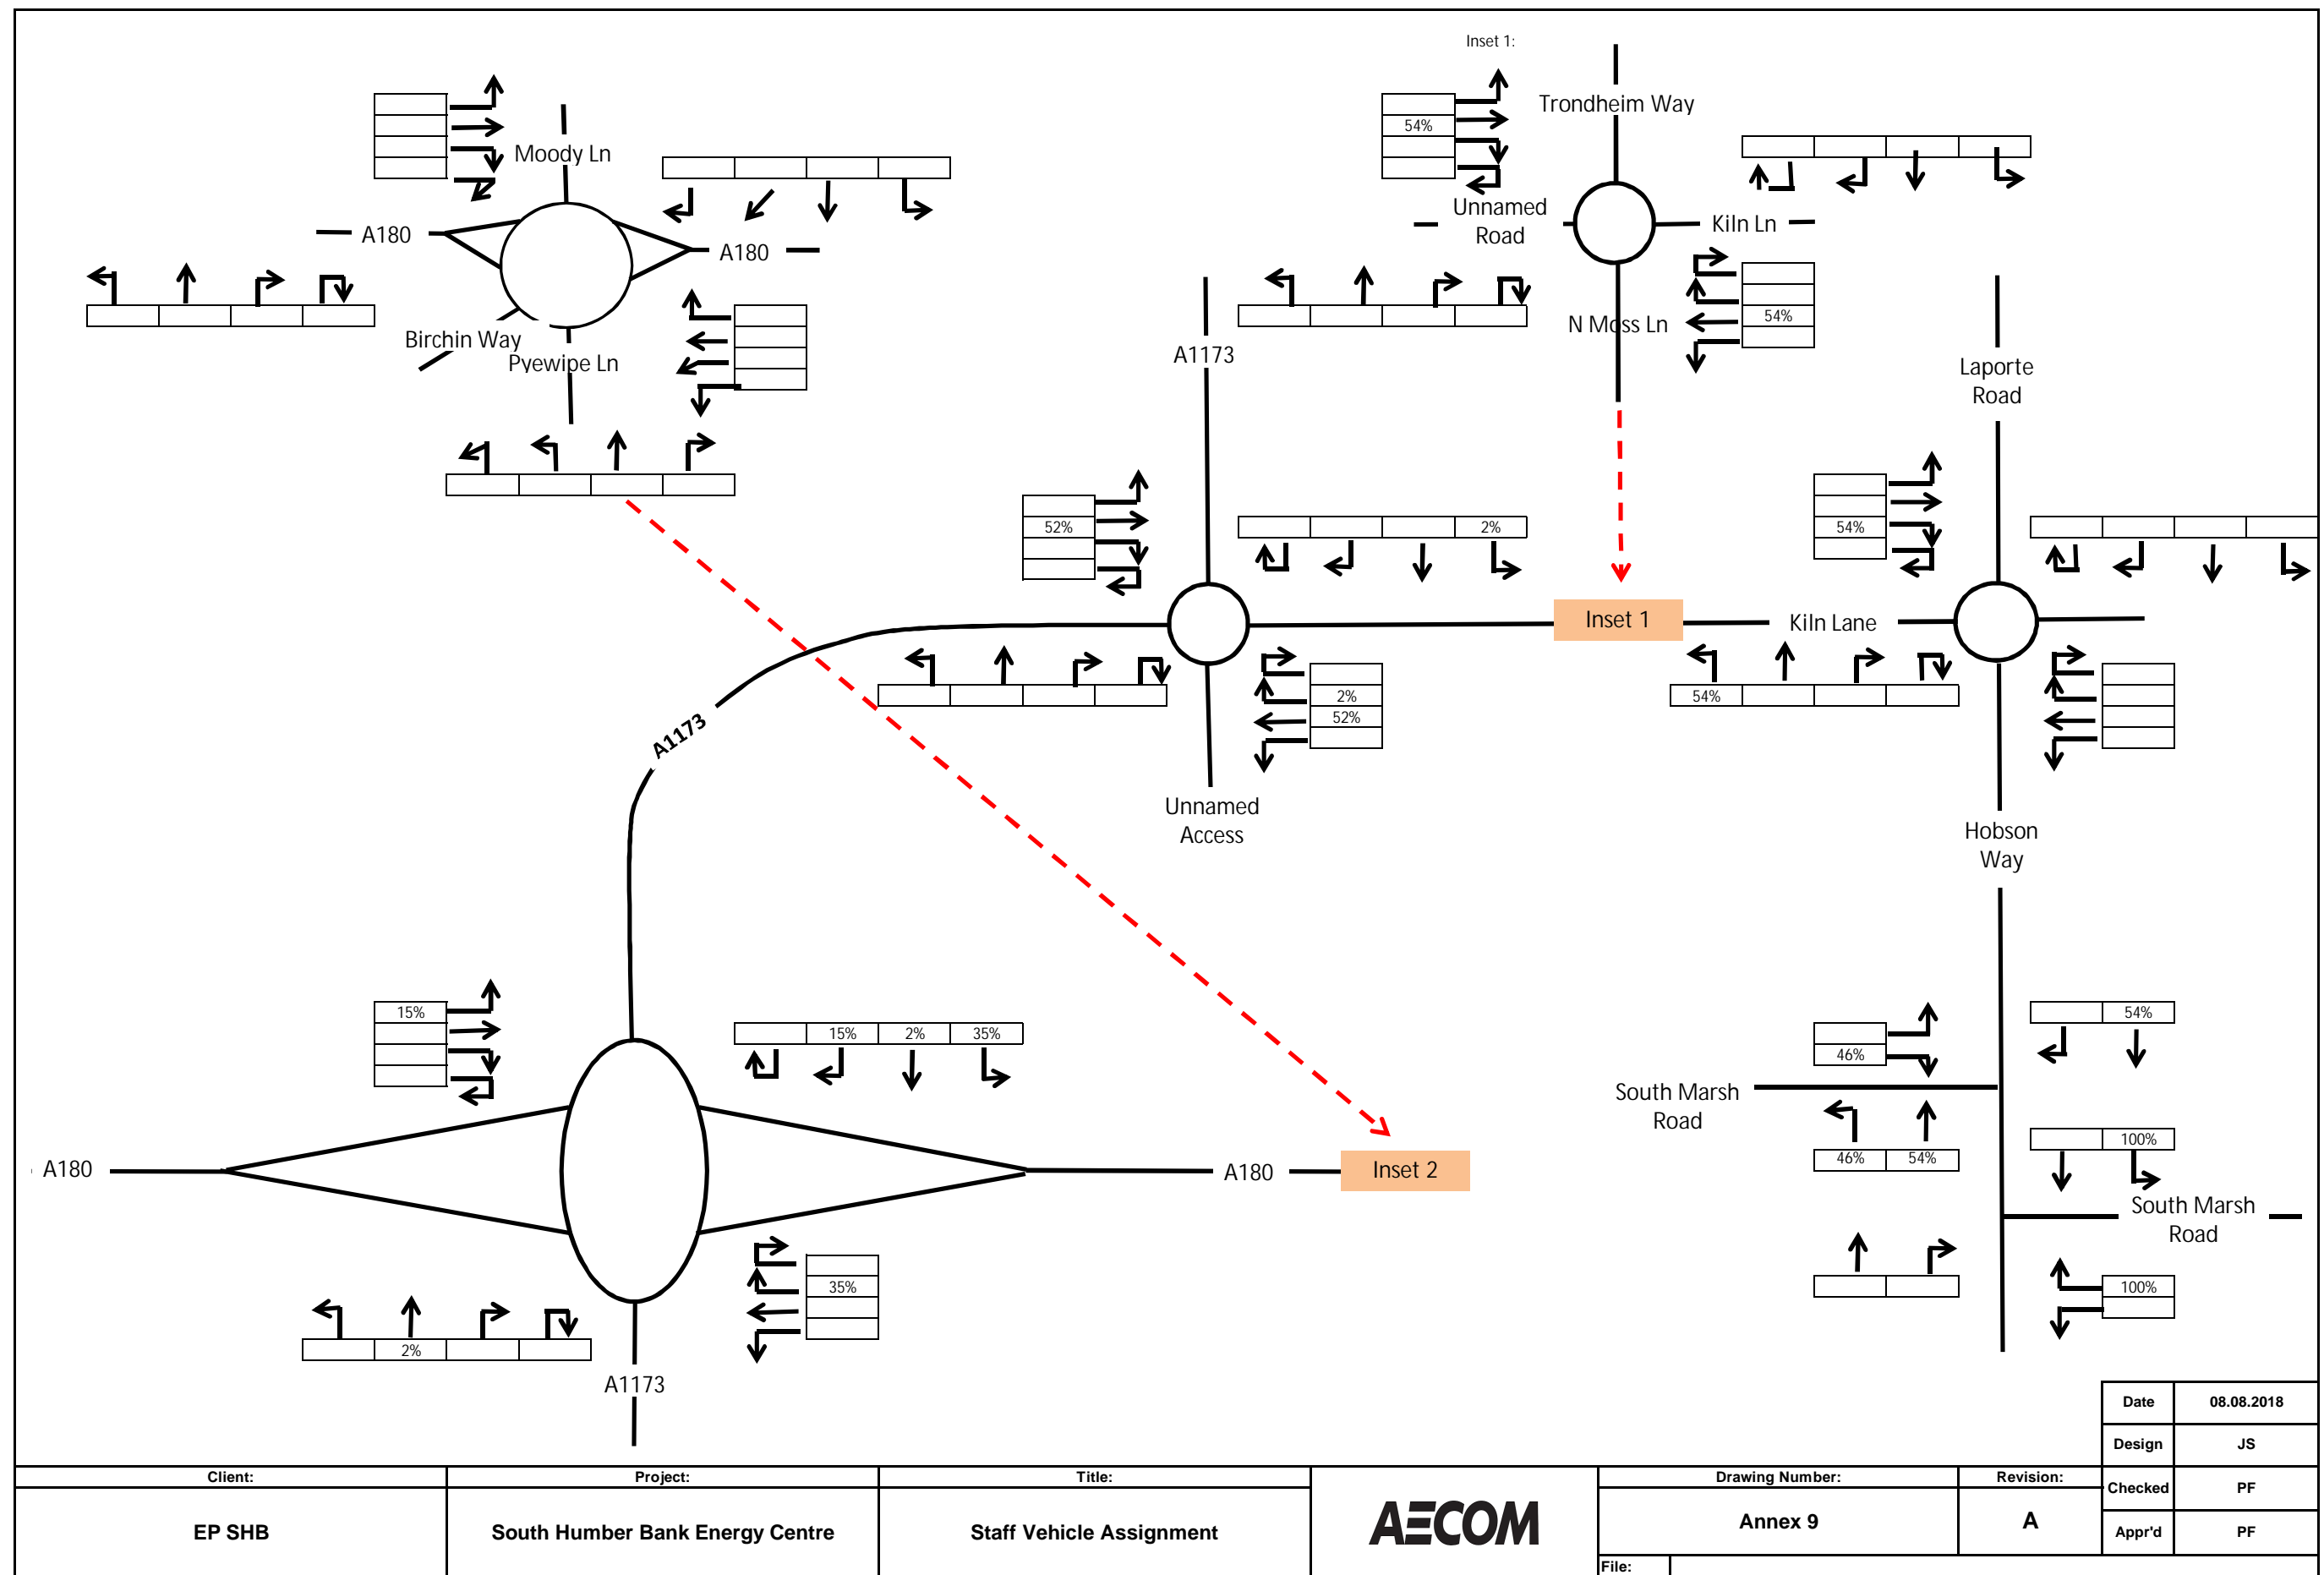 Inset 1:
Trondheim Way
54%
Moody Ln
Unnamed
Road
Kiln Ln
A180
A180
54%
N Moss Ln
Birchin Way
Pyewipe Ln
A1173
Laporte
Road
52%
2%
54%
Inset 1
Kiln Lane
2%
52%
54%
A1173
Unnamed
Access
Hobson
Way
15%
15%
2%
35%
54%
46%
South Marsh
Road
46%
54%
100%
A180
A180
Inset 2
South Marsh
Road
35%
100%
2%
A1173
Date
08.08.2018
Design
JS
Client:
Project:
Title:
Drawing Number:
Revision:
Checked
PF
EP SHB
South Humber Bank Energy Centre
Staff Vehicle Assignment
AECOM
Annex 9
A
Appr'd
PF
File: